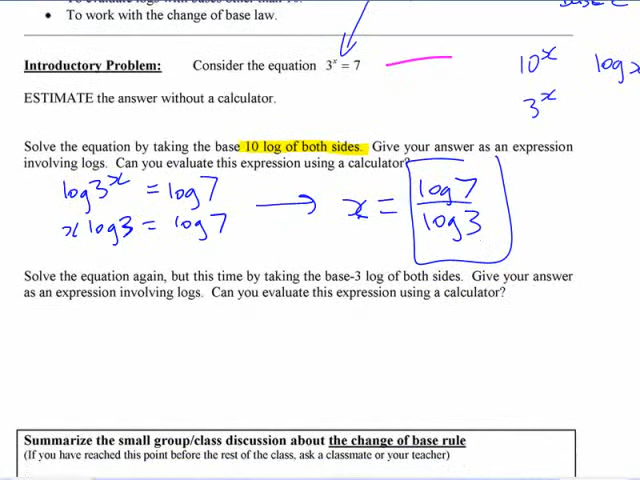 • To work with the change of base law.
Introductory Problem: Consider the equation 3ˣ = 7
10ˣ log x
ESTIMATE the answer without a calculator.
3ˣ
Solve the equation by taking the base 10 log of both sides. Give your answer as an expression
involving logs. Can you evaluate this expression using a calculator?
log 3ˣ = log 7
x log 3 = log 7
x = log 7 / log 3
Solve the equation again, but this time by taking the base-3 log of both sides. Give your answer
as an expression involving logs. Can you evaluate this expression using a calculator?
Summarize the small group/class discussion about the change of base rule
(If you have reached this point before the rest of the class, ask a classmate or your teacher)